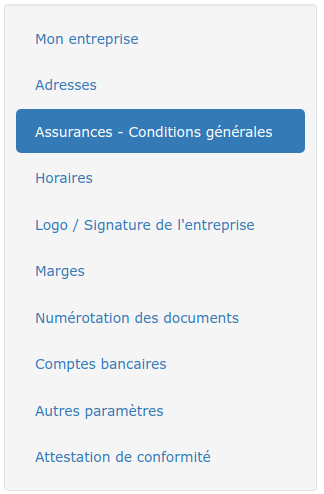 Mon entreprise
Adresses
Assurances - Conditions générales
Horaires
Logo / Signature de l'entreprise
Marges
Numérotation des documents
Comptes bancaires
Autres paramètres
Attestation de conformité